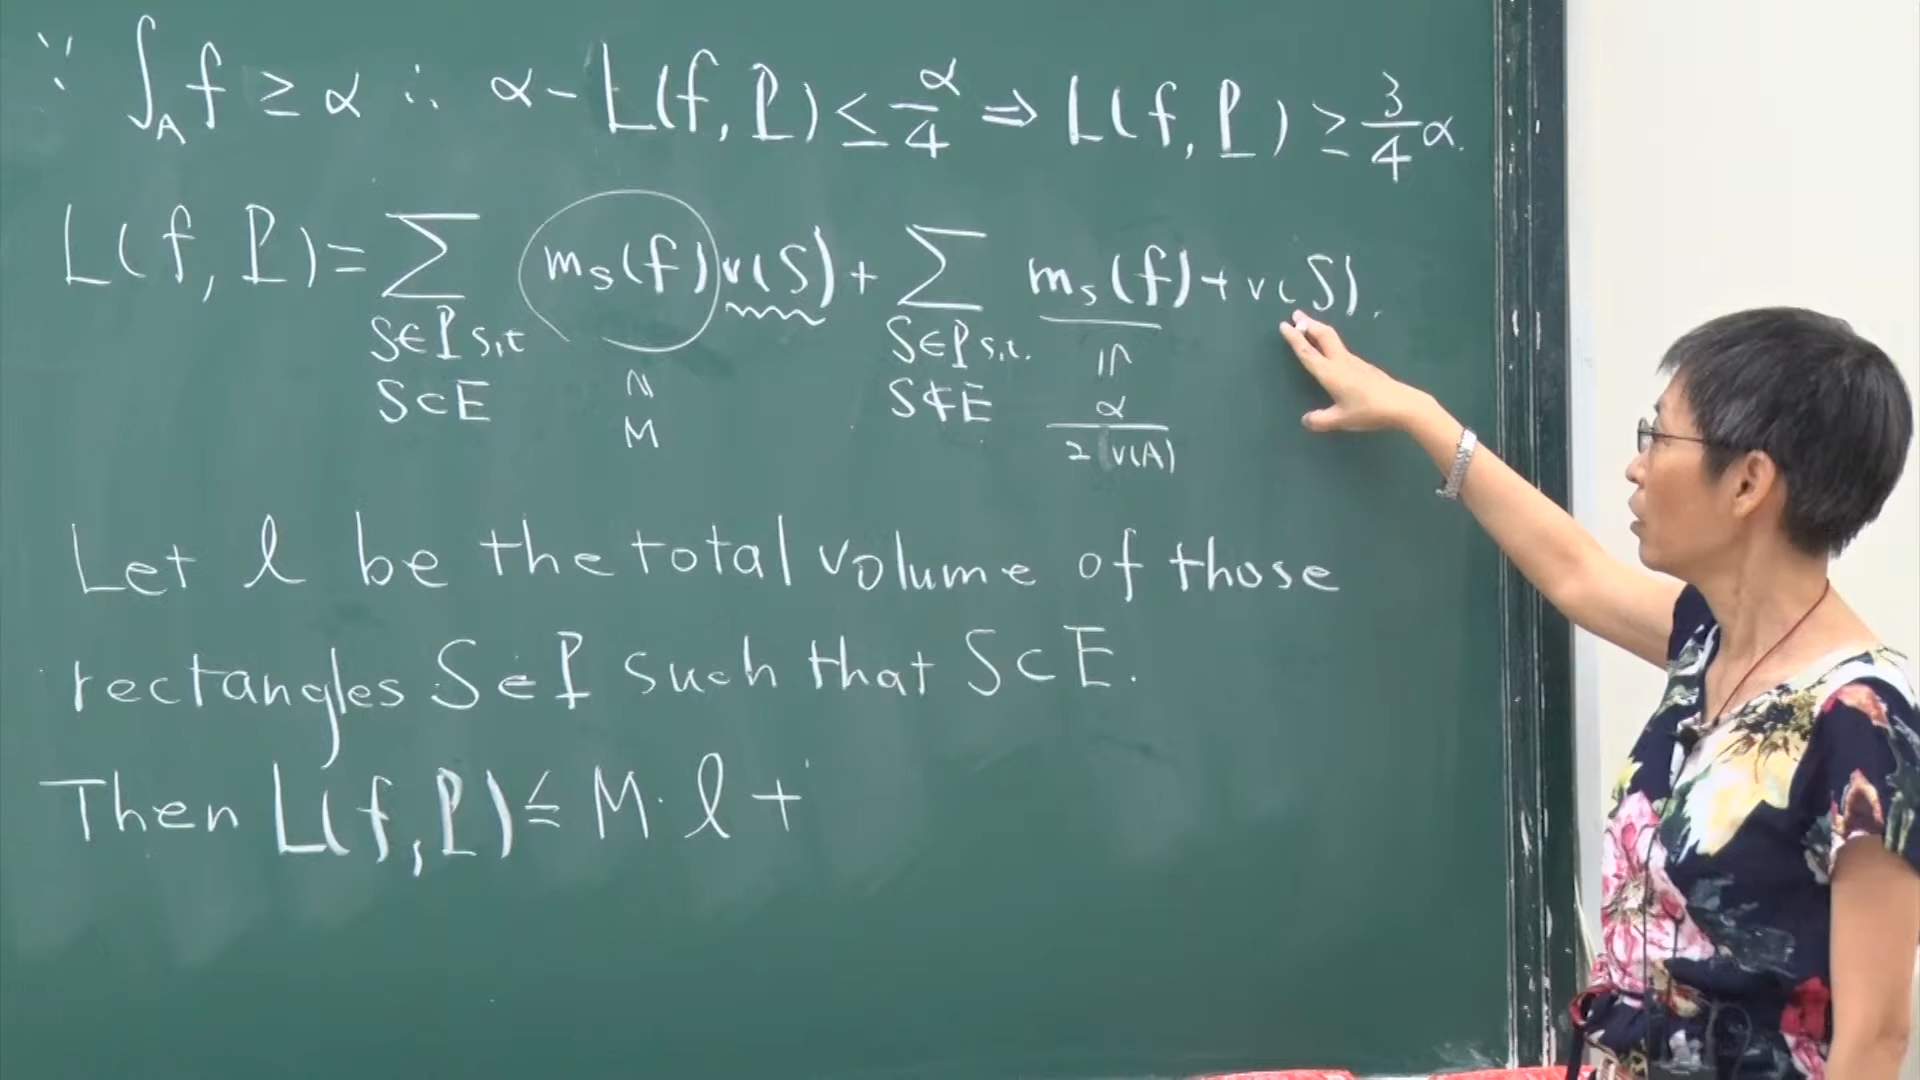 ∵ ∫_A f ≥ α ∴ α - L(f, P) ≤ α/4 ⇒ L(f, P) ≥ 3/4 α.
L(f, P) = ∑ m_S(f) v(S) + ∑ m_S(f) + v(S).
S∈P s.t S∈P s.t. ≤
S⊂E ≤ M S⊄E α/2 v(A)
Let l be the total volume of those
rectangles S∈P such that S⊂E.
Then L(f, P) ≤ M · l +